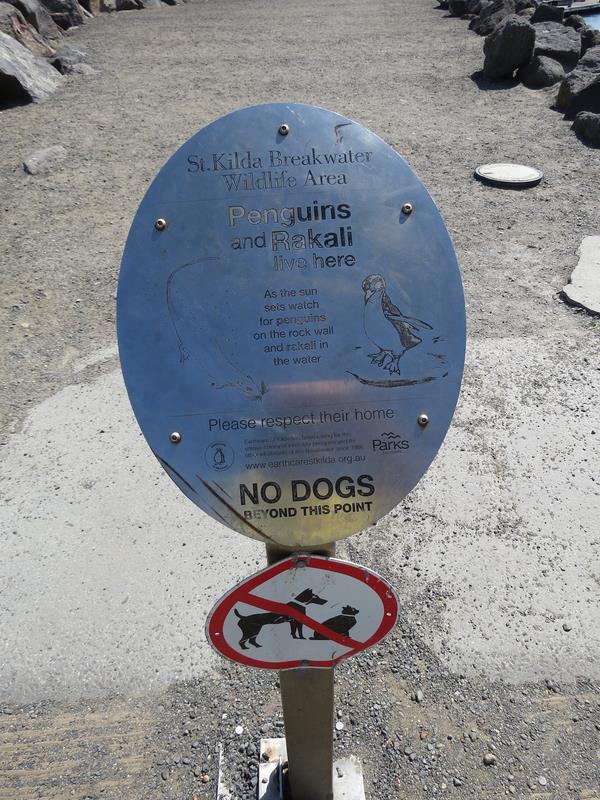 St.Kilda Breakwater
Wildlife Area
Penguins
and Rakali
live here
As the sun
sets watch
for penguins
on the rock wall
and rakali in
the water
Please respect their home
www.earthcarestkilda.org.au
Parks
NO DOGS
BEYOND THIS POINT